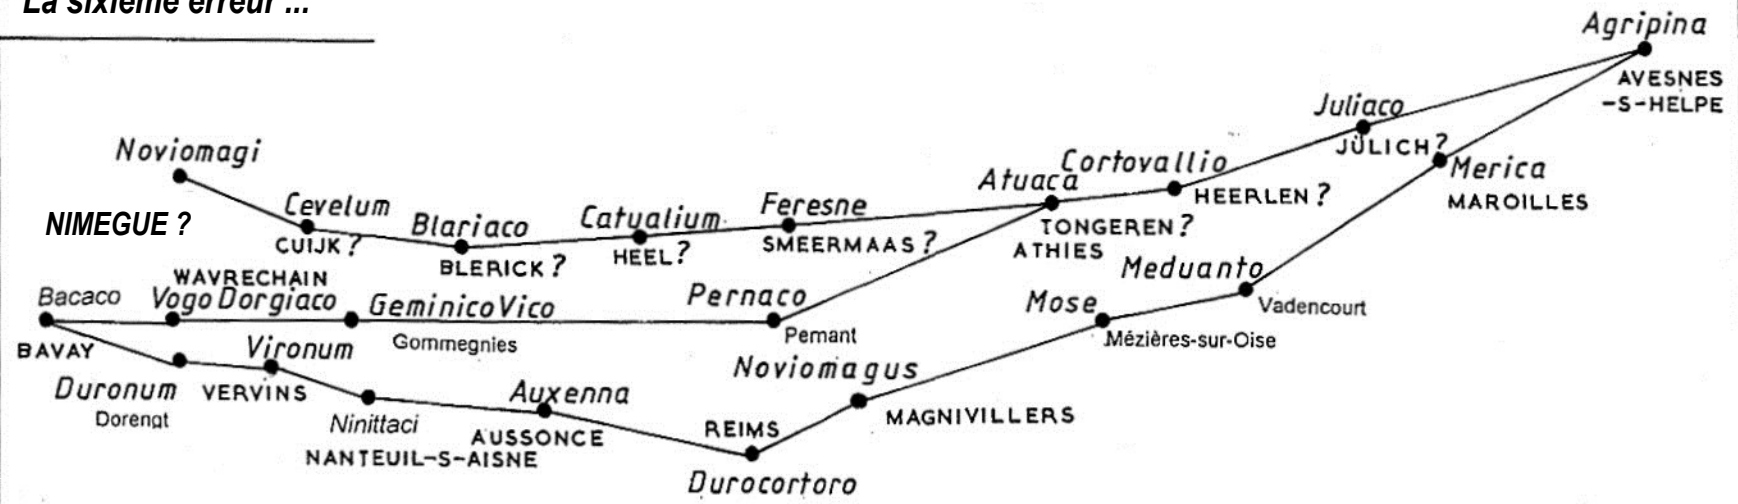 La sixième erreur ...
Agripina
AVESNES
-S-HELPE
Juliaco
JÜLICH?
Merica
MAROILLES
Noviomagi
NIMEGUE ?
Cevelum
CUIJK?
Blariaco
BLERICK?
Catualium
HEEL?
Feresne
SMEERMAAS?
Atuaca
TONGEREN?
ATHIES
Cortovallio
HEERLEN?
Meduanto
Vadencourt
Mose
Mézières-sur-Oise
Bacaco
BAVAY
WAVRECHAIN
Vogo Dorgiaco
Geminico Vico
Gommegnies
Pernaco
Pernant
Vironum
VERVINS
Duronum
Dorengt
Ninittaci
NANTEUIL-S-AISNE
Auxenna
AUSSONCE
REIMS
Durocortoro
Noviomagus
MAGNIVILLERS